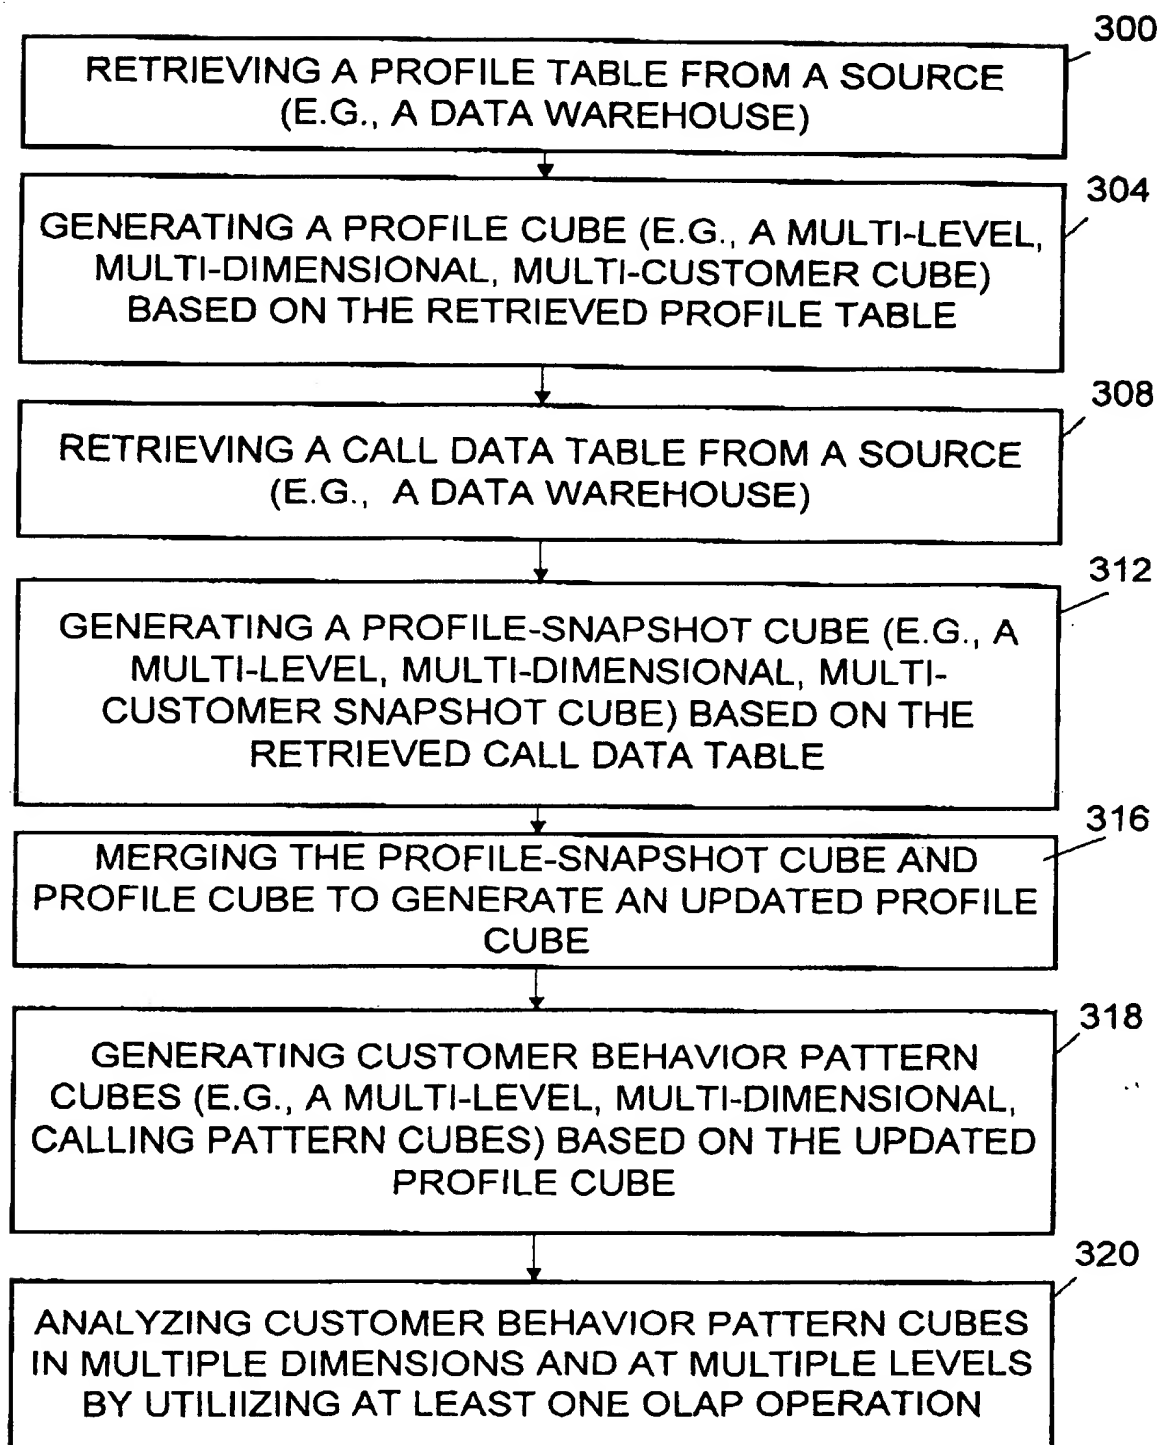 300
RETRIEVING A PROFILE TABLE FROM A SOURCE
(E.G., A DATA WAREHOUSE)
304
GENERATING A PROFILE CUBE (E.G., A MULTI-LEVEL,
MULTI-DIMENSIONAL, MULTI-CUSTOMER CUBE)
BASED ON THE RETRIEVED PROFILE TABLE
308
RETRIEVING A CALL DATA TABLE FROM A SOURCE
(E.G., A DATA WAREHOUSE)
312
GENERATING A PROFILE-SNAPSHOT CUBE (E.G., A
MULTI-LEVEL, MULTI-DIMENSIONAL, MULTI-
CUSTOMER SNAPSHOT CUBE) BASED ON THE
RETRIEVED CALL DATA TABLE
316
MERGING THE PROFILE-SNAPSHOT CUBE AND
PROFILE CUBE TO GENERATE AN UPDATED PROFILE
CUBE
318
GENERATING CUSTOMER BEHAVIOR PATTERN
CUBES (E.G., A MULTI-LEVEL, MULTI-DIMENSIONAL,
CALLING PATTERN CUBES) BASED ON THE UPDATED
PROFILE CUBE
320
ANALYZING CUSTOMER BEHAVIOR PATTERN CUBES
IN MULTIPLE DIMENSIONS AND AT MULTIPLE LEVELS
BY UTILIIZING AT LEAST ONE OLAP OPERATION